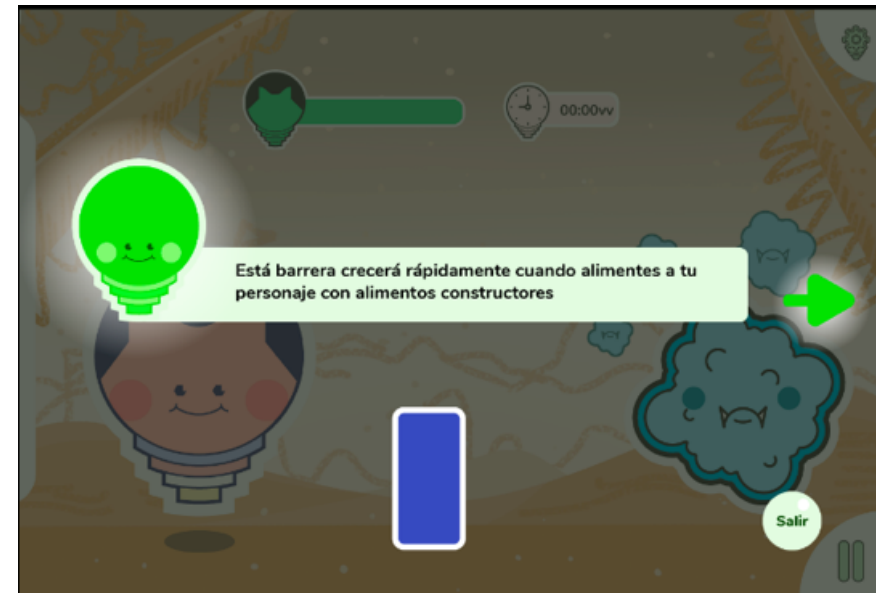 00:00vv
Está barrera crecerá rápidamente cuando alimentes a tu
personaje con alimentos constructores
Salir